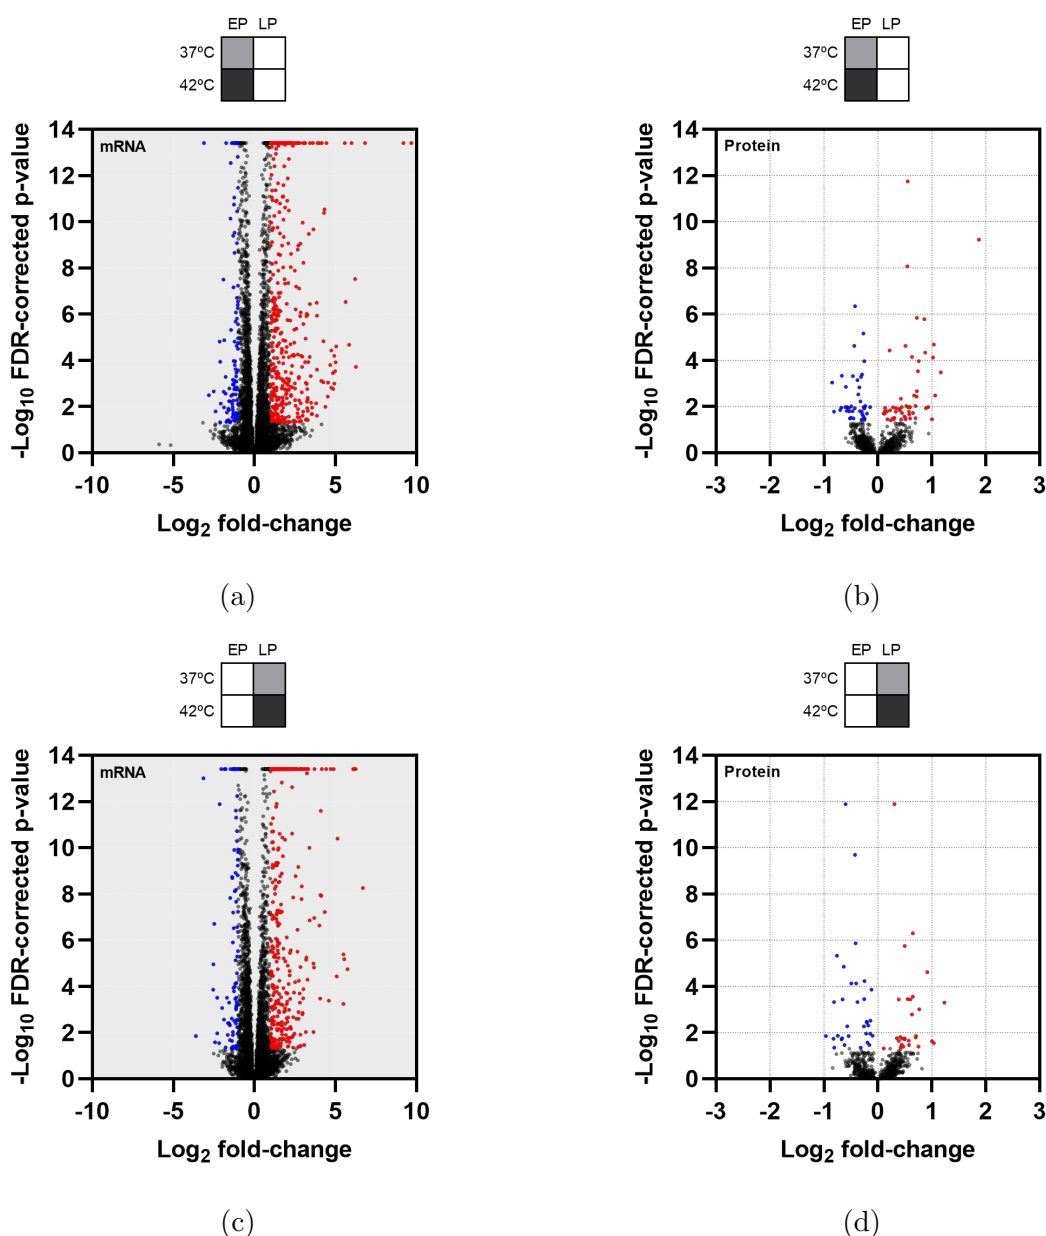 EP LP
37ºC
42ºC
14
12
10
8
6
4
2
0
-Log10 FDR-corrected p-value
mRNA
-10 -5 0 5 10
Log2 fold-change
(a)
EP LP
37ºC
42ºC
14
12
10
8
6
4
2
0
-Log10 FDR-corrected p-value
Protein
-3 -2 -1 0 1 2 3
Log2 fold-change
(b)
EP LP
37ºC
42ºC
14
12
10
8
6
4
2
0
-Log10 FDR-corrected p-value
mRNA
-10 -5 0 5 10
Log2 fold-change
(c)
EP LP
37ºC
42ºC
14
12
10
8
6
4
2
0
-Log10 FDR-corrected p-value
Protein
-3 -2 -1 0 1 2 3
Log2 fold-change
(d)